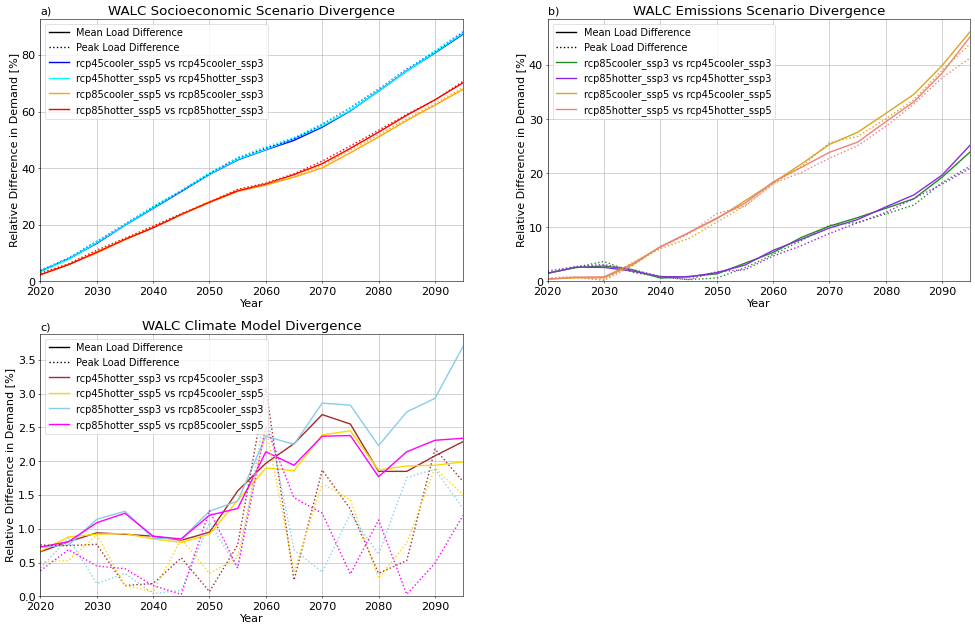 a)
WALC Socioeconomic Scenario Divergence
Relative Difference in Demand [%]
80
60
40
20
0
Mean Load Difference
Peak Load Difference
rcp45cooler_ssp5 vs rcp45cooler_ssp3
rcp45hotter_ssp5 vs rcp45hotter_ssp3
rcp85cooler_ssp5 vs rcp85cooler_ssp3
rcp85hotter_ssp5 vs rcp85hotter_ssp3
2020 2030 2040 2050 2060 2070 2080 2090
Year
b)
WALC Emissions Scenario Divergence
Relative Difference in Demand [%]
40
30
20
10
0
Mean Load Difference
Peak Load Difference
rcp85cooler_ssp3 vs rcp45cooler_ssp3
rcp85hotter_ssp3 vs rcp45hotter_ssp3
rcp85cooler_ssp5 vs rcp45cooler_ssp5
rcp85hotter_ssp5 vs rcp45hotter_ssp5
2020 2030 2040 2050 2060 2070 2080 2090
Year
c)
WALC Climate Model Divergence
Relative Difference in Demand [%]
3.5
3.0
2.5
2.0
1.5
1.0
0.5
0.0
Mean Load Difference
Peak Load Difference
rcp45hotter_ssp3 vs rcp45cooler_ssp3
rcp45hotter_ssp5 vs rcp45cooler_ssp5
rcp85hotter_ssp3 vs rcp85cooler_ssp3
rcp85hotter_ssp5 vs rcp85cooler_ssp5
2020 2030 2040 2050 2060 2070 2080 2090
Year